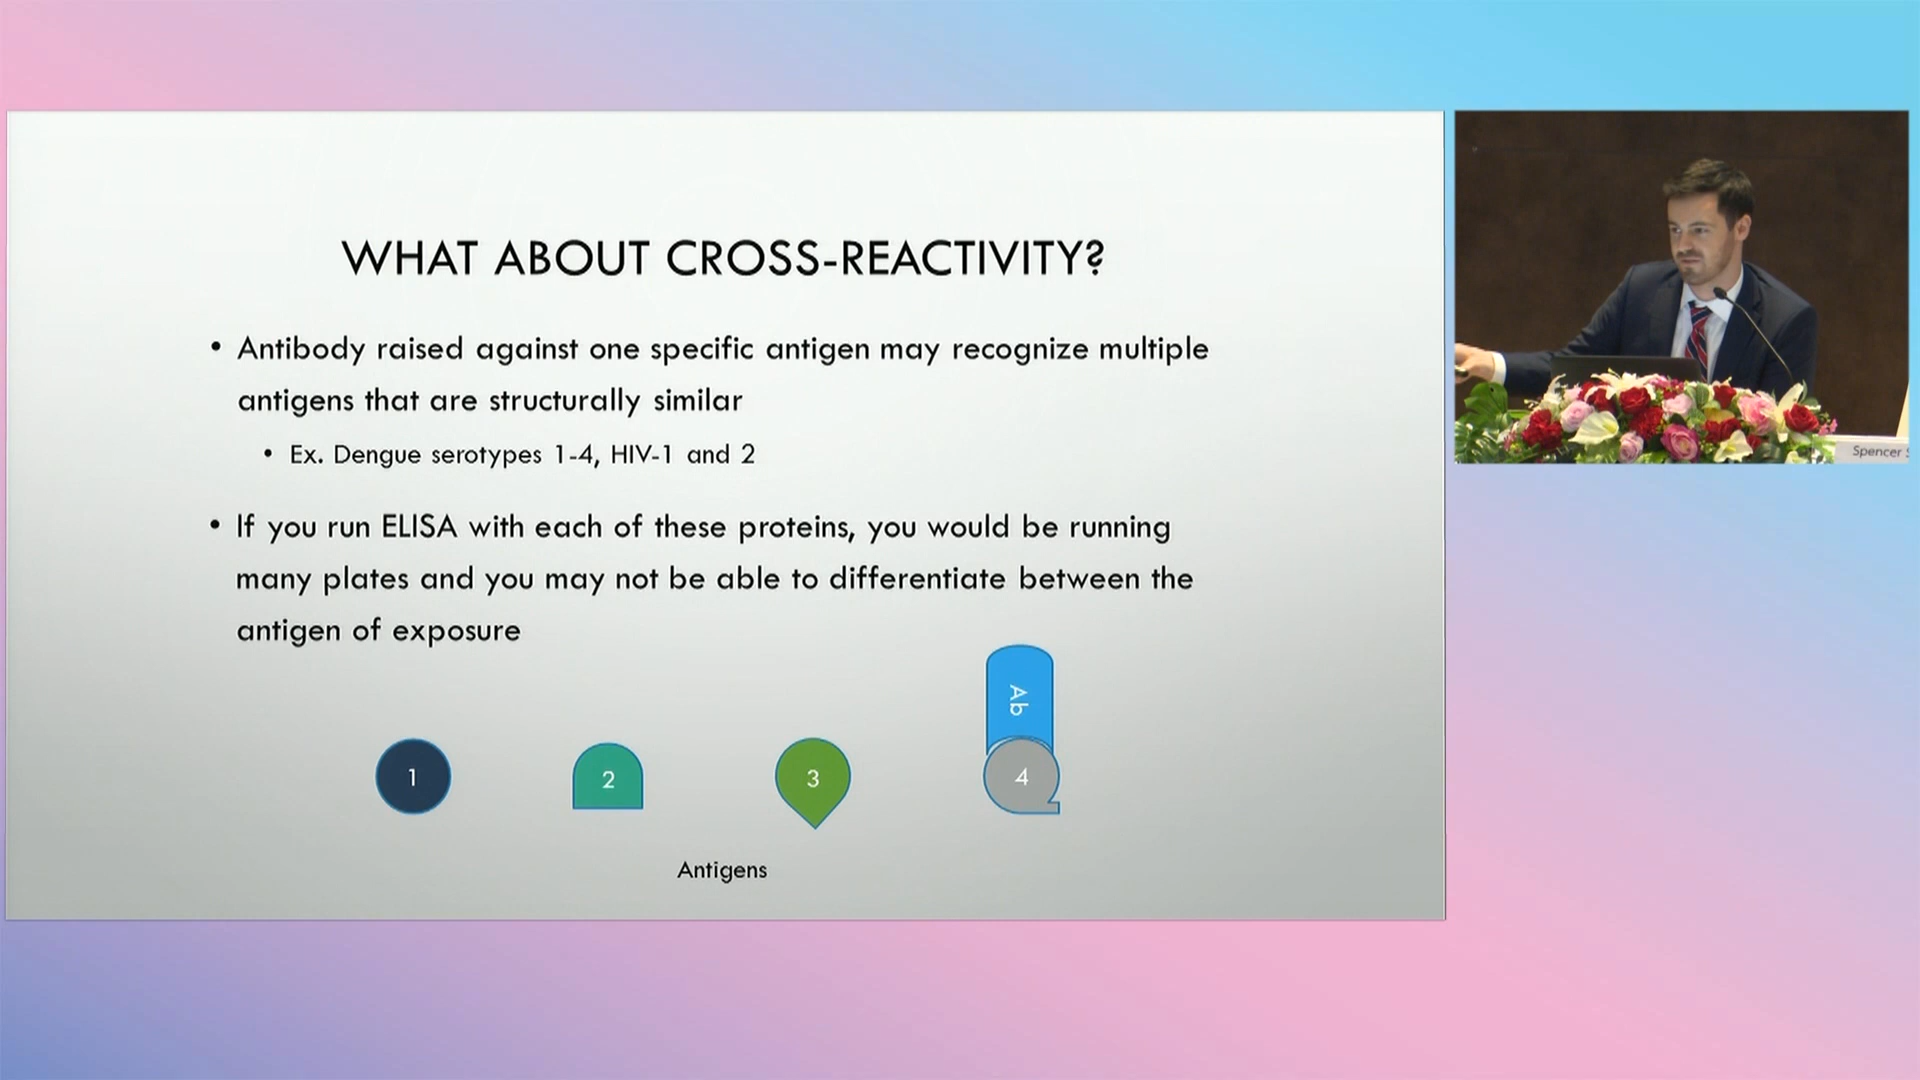 WHAT ABOUT CROSS-REACTIVITY?
• Antibody raised against one specific antigen may recognize multiple
antigens that are structurally similar
• Ex. Dengue serotypes 1-4, HIV-1 and 2
• If you run ELISA with each of these proteins, you would be running
many plates and you may not be able to differentiate between the
antigen of exposure
Ab
1
2
3
4
Antigens
Spencer